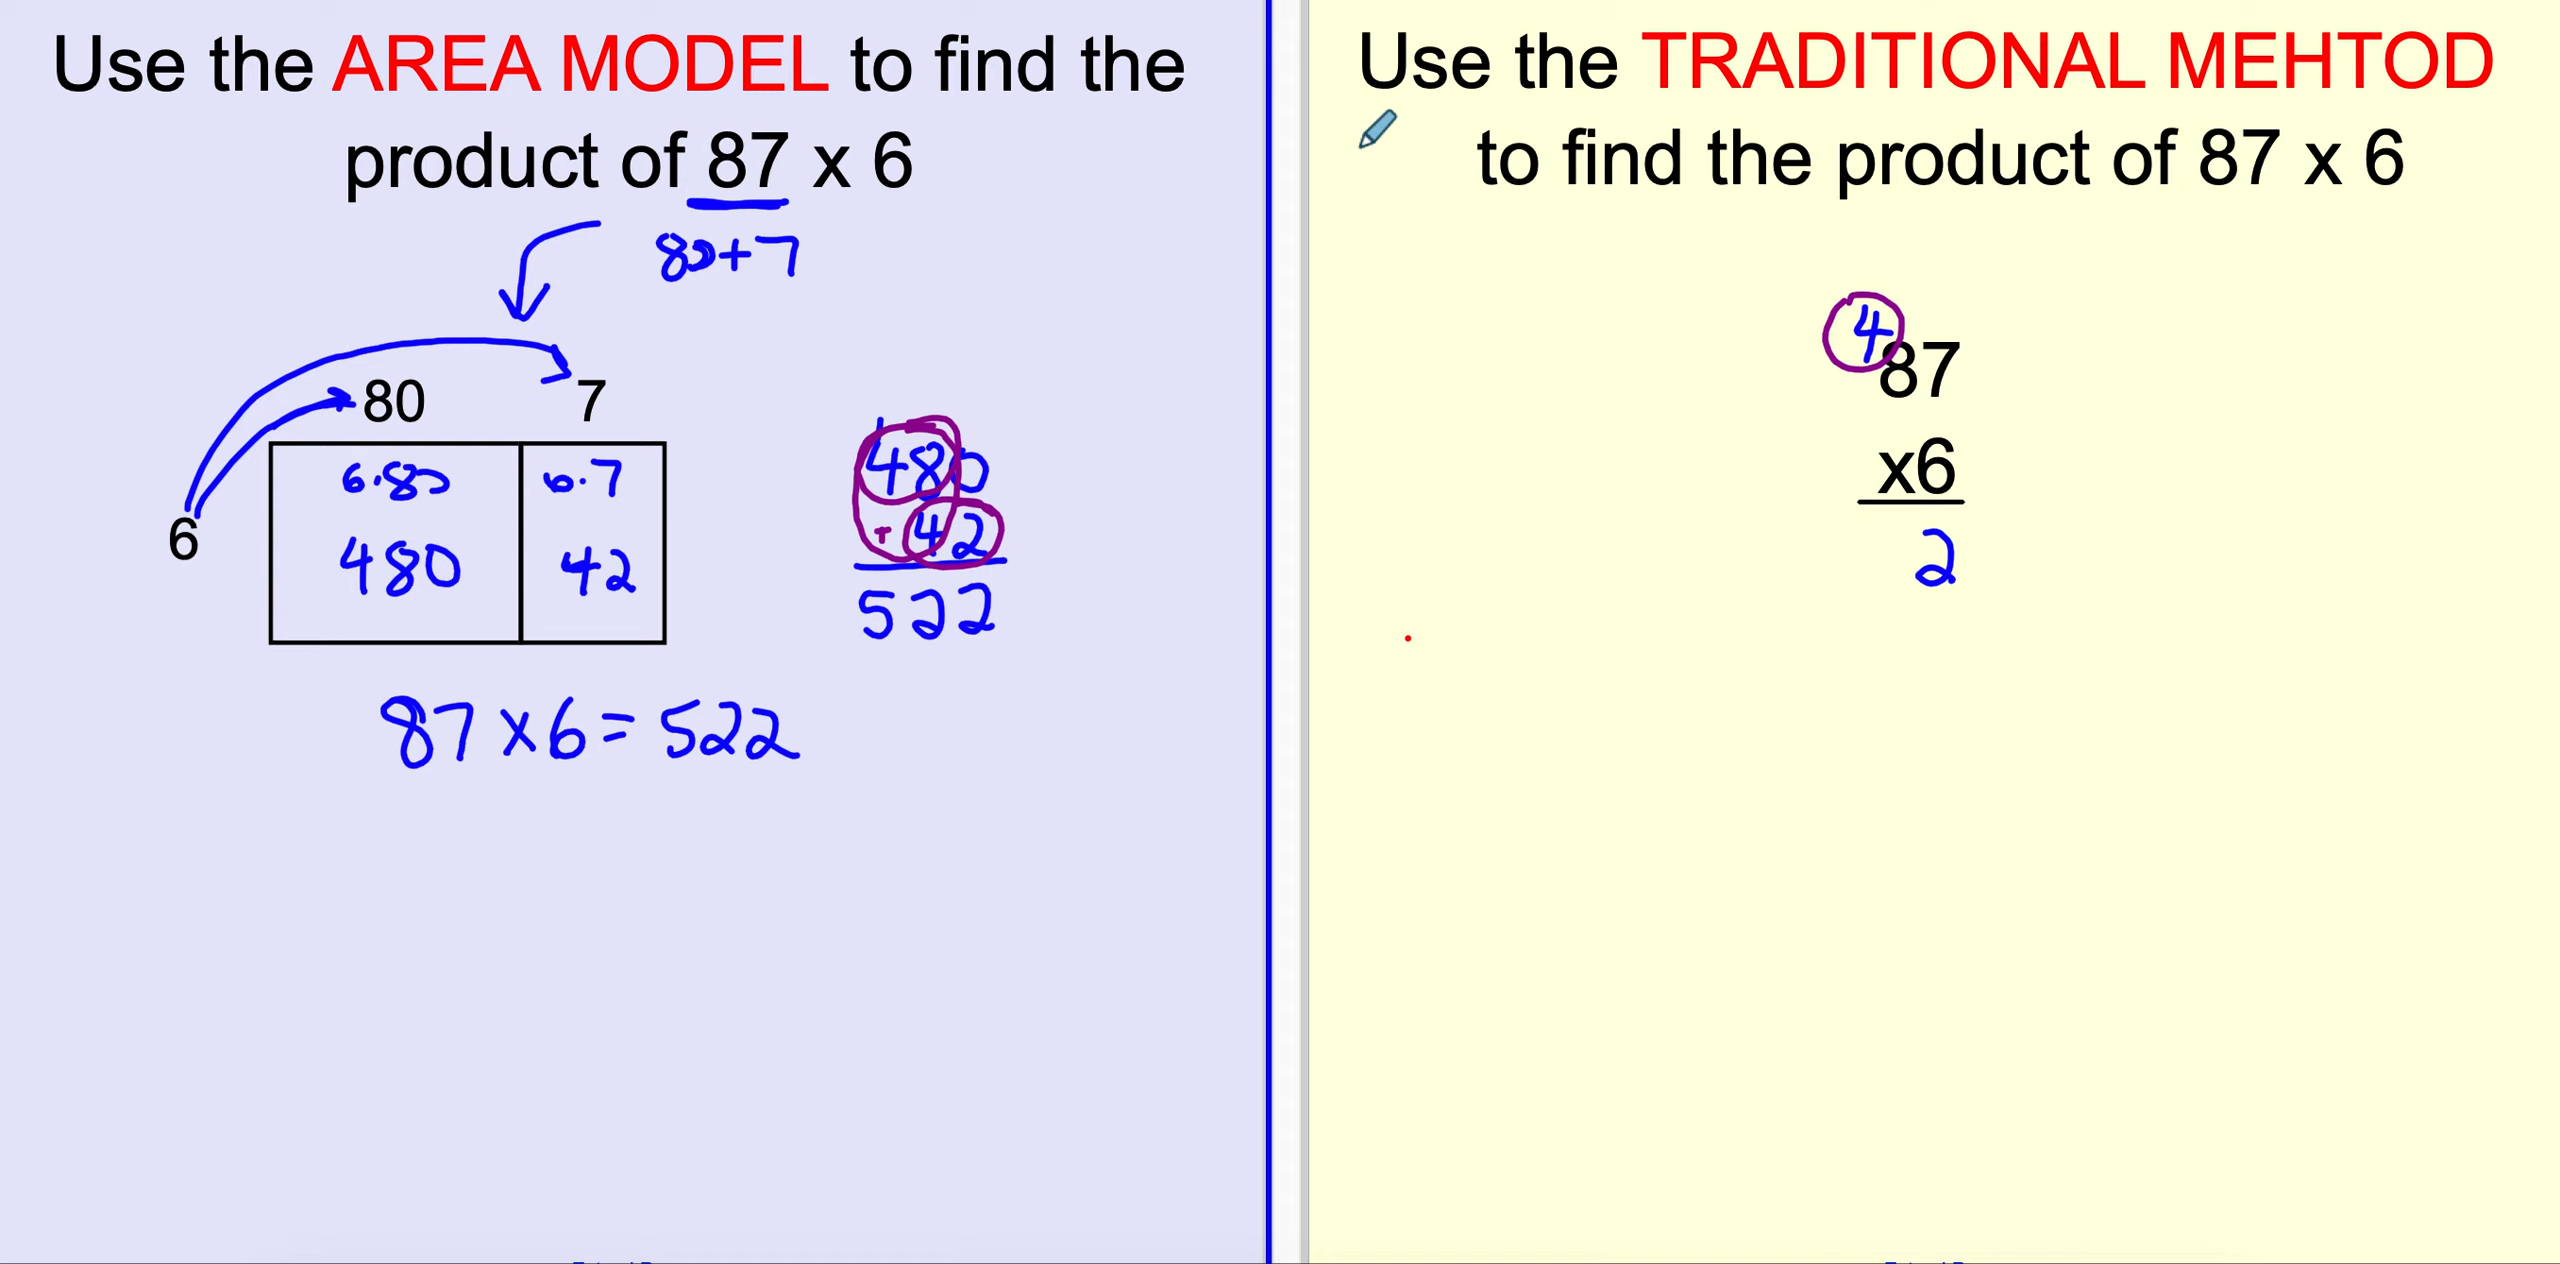 Use the AREA MODEL to find the
product of 87 x 6
80+7
80 7
6.80 6.7
6
480 42
1
480
+ 42
522
87 x 6 = 522
Use the TRADITIONAL MEHTOD
to find the product of 87 x 6
4
87
x6
2